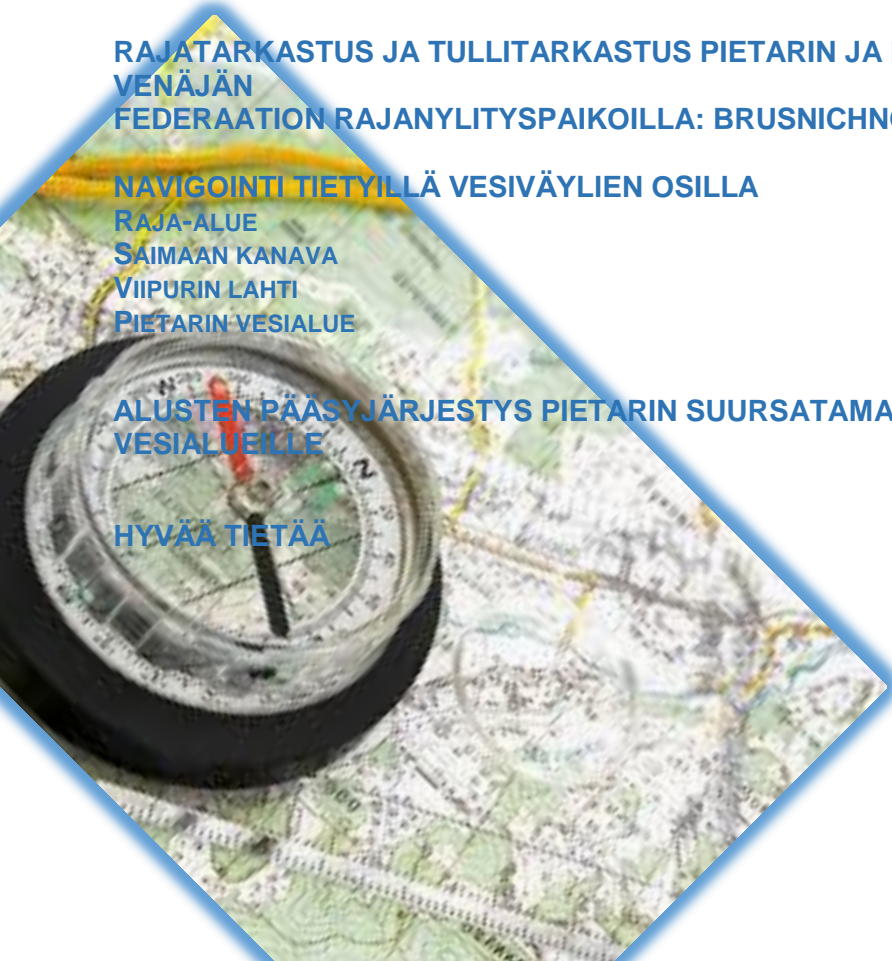 RAJATARKASTUS JA TULLITARKASTUS PIETARIN JA
VENÄJÄN
FEDERAATION RAJANYLITYSPAIKOILLA:
NAVIGOINTI TIETYILLÄ VESIVÄYLIEN OSILLA
RAJA-ALUE
SAIMAAN KANAVA
VIIPURIN LAHTI
PIETARIN VESIALUE
ALUSTEN PÄÄSYJÄRJESTYS PIETARIN SUURSATAMA
VESIALUEILLE
HYVÄÄ TIETÄÄ
W
N